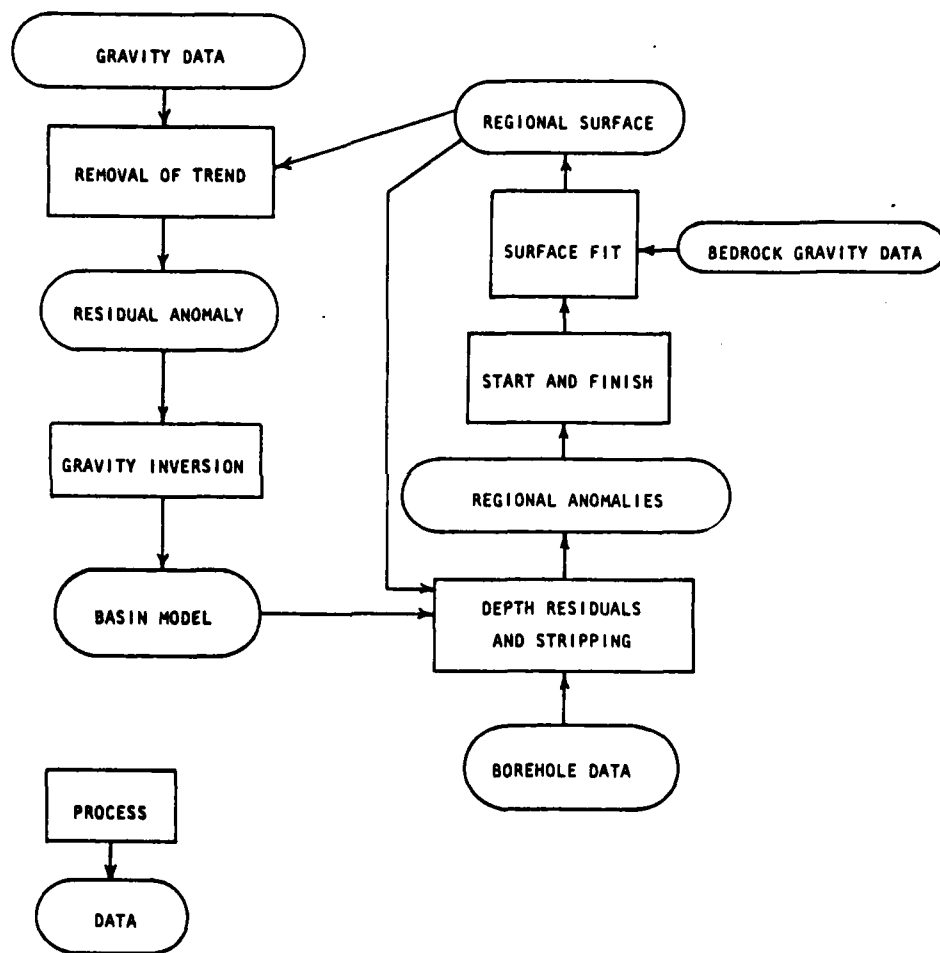 GRAVITY DATA
REMOVAL OF TREND
RESIDUAL ANOMALY
GRAVITY INVERSION
BASIN MODEL
REGIONAL SURFACE
SURFACE FIT
BEDROCK GRAVITY DATA
START AND FINISH
REGIONAL ANOMALIES
DEPTH RESIDUALS
AND STRIPPING
BOREHOLE DATA
PROCESS
DATA